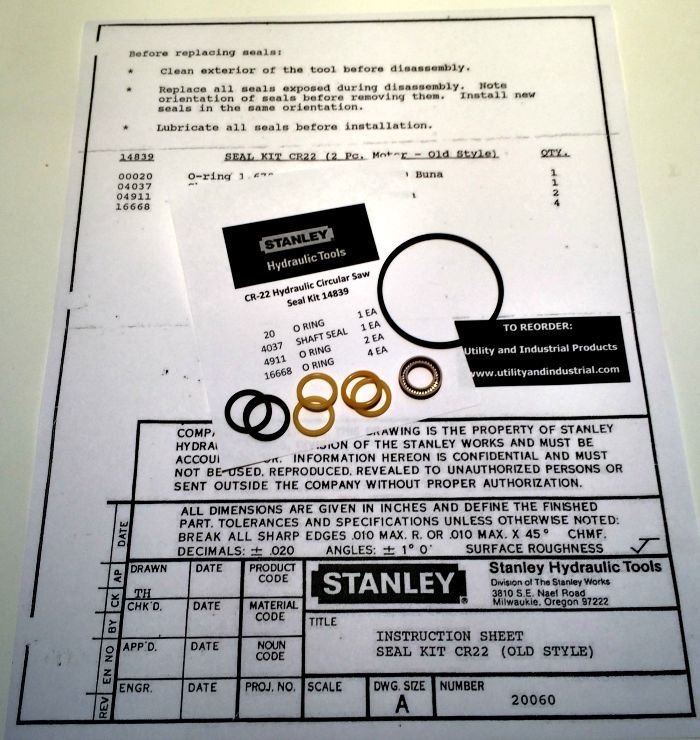 Before replacing seals:
* Clean exterior of the tool before disassembly.
* Replace all seals exposed during disassembly. Note
orientation of seals before removing them. Install new
seals in the same orientation.
* Lubricate all seals before installation.
14839 SEAL KIT CR22 (2 Pc. Motor - Old Style) QTY.
00020 O-ring Buna 1
04037 1
04911 2
16668 4
STANLEY
Hydraulic Tools
CR-22 Hydraulic Circular Saw
Seal Kit 14839
20 O RING 1 EA
4037 SHAFT SEAL 1 EA
4911 O RING 2 EA
16668 O RING 4 EA
TO REORDER:
Utility and Industrial Products
www.utilityandindustrial.com
DRAWING IS THE PROPERTY OF STANLEY
OF THE STANLEY WORKS AND MUST BE
INFORMATION HEREON IS CONFIDENTIAL AND MUST
NOT BE USED, REPRODUCED, REVEALED TO UNAUTHORIZED PERSONS OR
SENT OUTSIDE THE COMPANY WITHOUT PROPER AUTHORIZATION.
ALL DIMENSIONS ARE GIVEN IN INCHES AND DEFINE THE FINISHED
PART. TOLERANCES AND SPECIFICATIONS UNLESS OTHERWISE NOTED:
BREAK ALL SHARP EDGES .010 MAX. R. OR .010 MAX. X 45° CHMF.
DECIMALS: ± .020 ANGLES: ± 1° 0' SURFACE ROUGHNESS
DATE
AP
CK
BY
EN NO
REV
DRAWN DATE PRODUCT CODE
TH
CHK'D. DATE MATERIAL CODE
APP'D. DATE NOUN CODE
ENGR. DATE PROJ. NO.
STANLEY®
Stanley Hydraulic Tools
Division of The Stanley Works
3810 S.E. Naef Road
Milwaukie, Oregon 97222
TITLE
INSTRUCTION SHEET
SEAL KIT CR22 (OLD STYLE)
SCALE DWG. SIZE NUMBER
A 20060